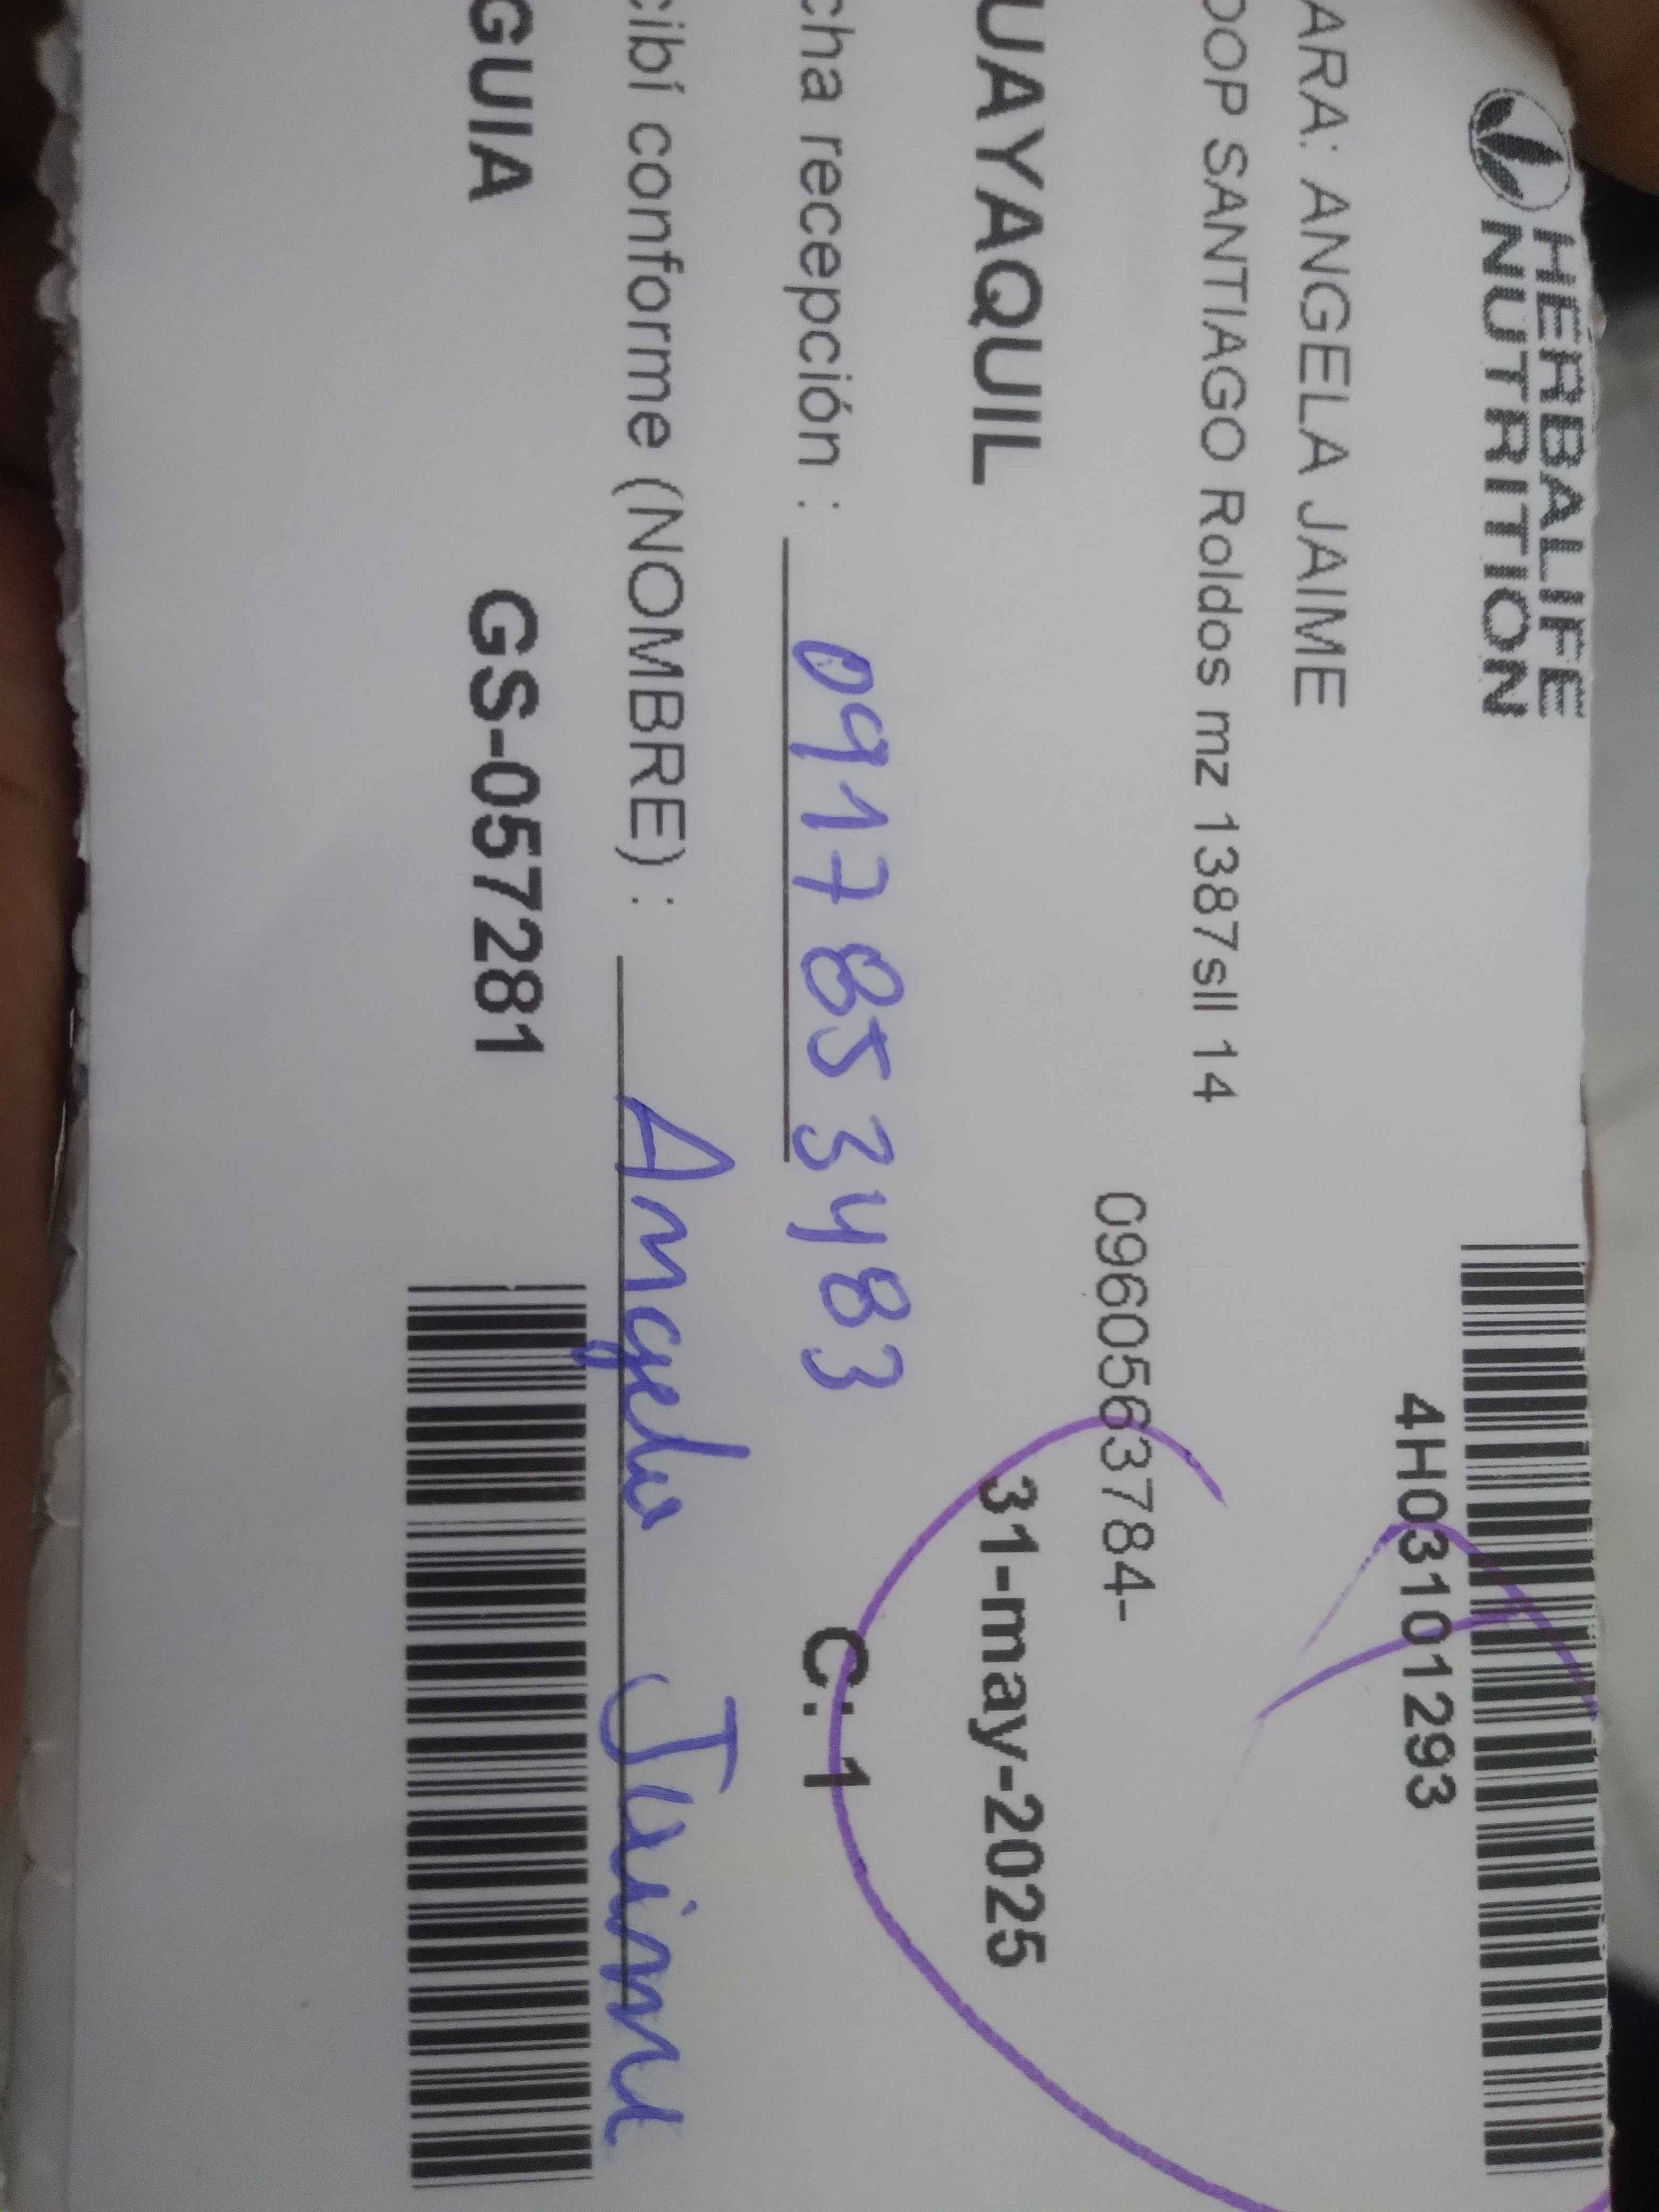 HERBALIFE
NUTRITION
4H03101293
ARA: ANGELA JAIME
OOP SANTIAGO Roldos mz 1387sll 14
0960563784-
UAYAQUIL 31-may-2025
cha recepción : 0917853483 C: 1
cibí conforme (NOMBRE) : Angela Jaime
GUIA GS-057281